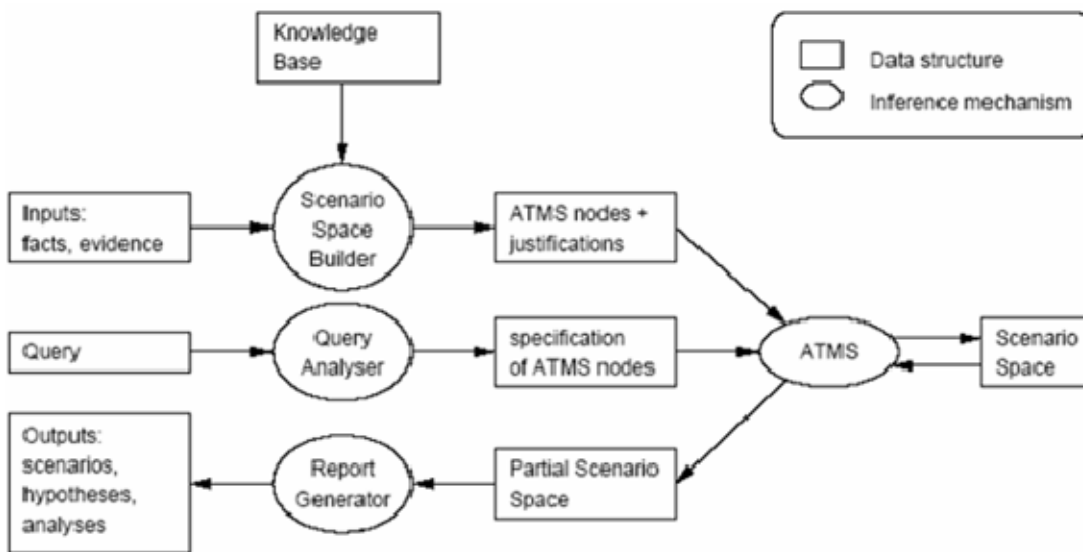 Knowledge
Base
Data structure
Inference mechanism
Inputs:
facts, evidence
Scenario
Space
Builder
ATMS nodes +
justifications
Query
Query
Analyser
specification
of ATMS nodes
ATMS
Scenario
Space
Outputs:
scenarios,
hypotheses,
analyses
Report
Generator
Partial Scenario
Space